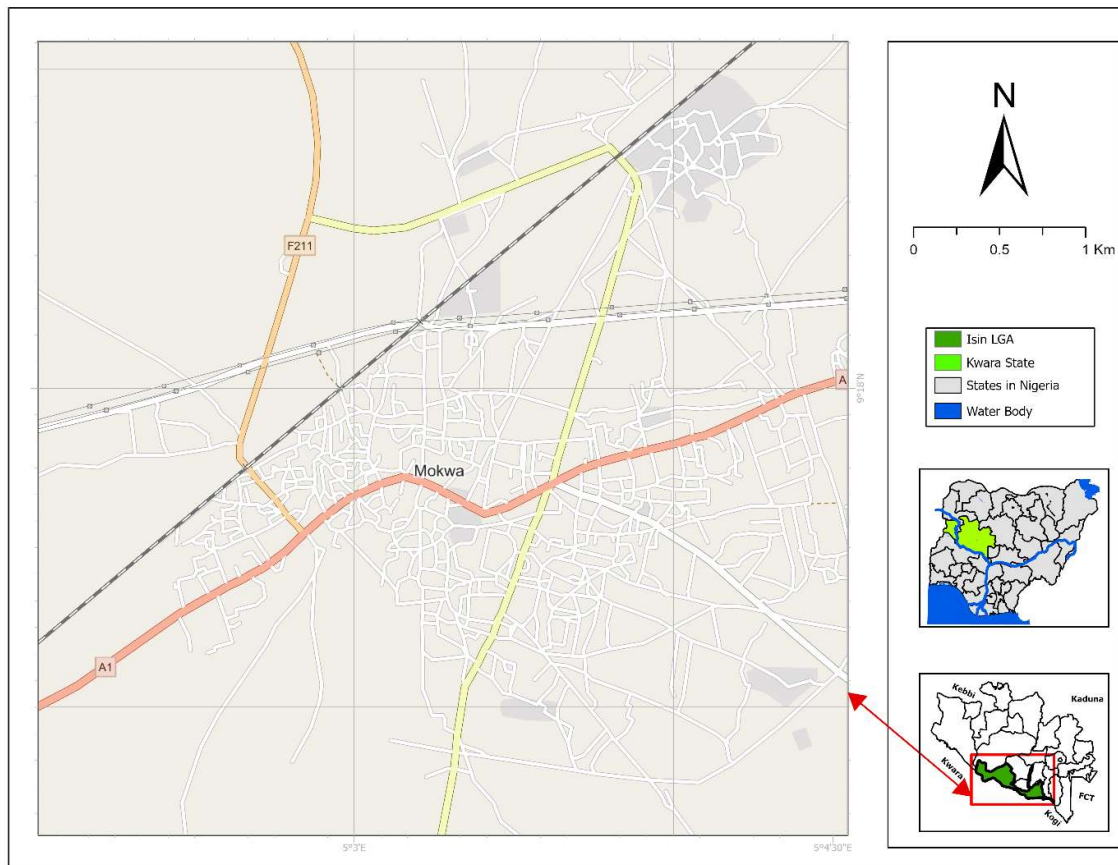 F211
Mokwa
A
A1
9°18'N
5°3'E
5°4'30"E
N
0 0.5 1 Km
Isin LGA
Kwara State
States in Nigeria
Water Body
Kebbi
Kaduna
Kwara
FCT
Kogi